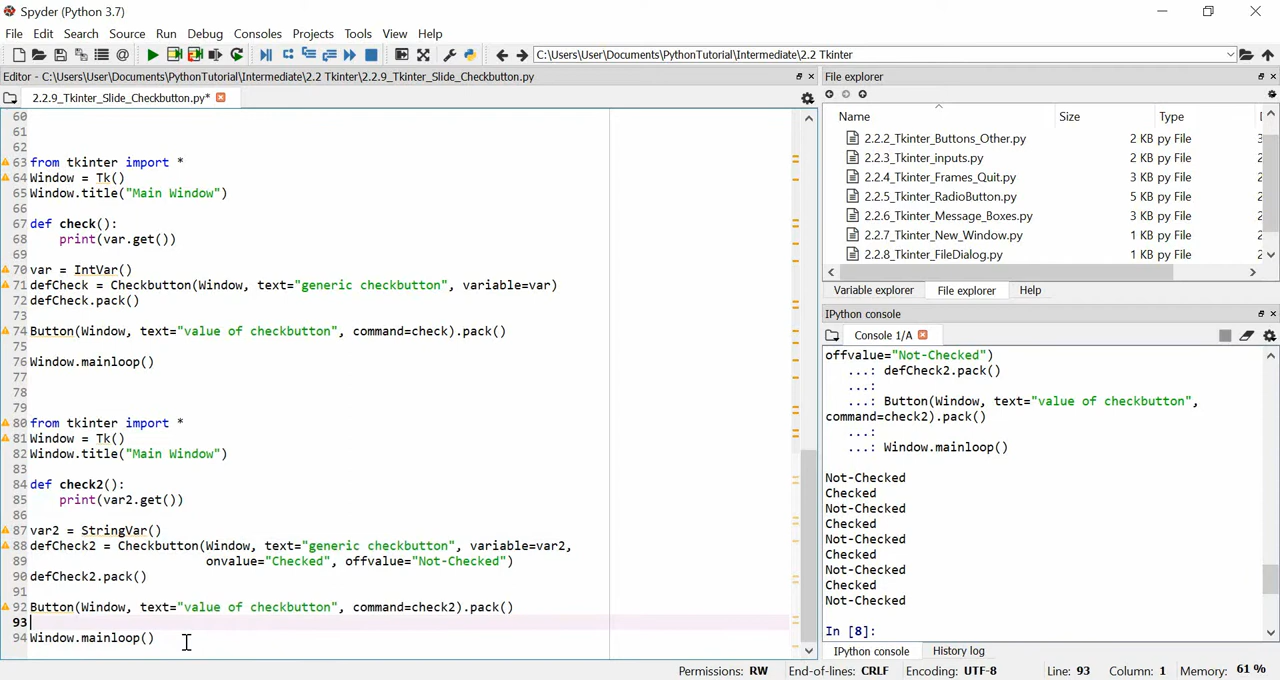 Spyder (Python 3.7)
File Edit Search Source Run Debug Consoles Projects Tools View Help
C:\Users\User\Documents\PythonTutorial\Intermediate\2.2 Tkinter
Editor - C:\Users\User\Documents\PythonTutorial\Intermediate\2.2 Tkinter\2.2.9_Tkinter_Slide_Checkbutton.py
2.2.9_Tkinter_Slide_Checkbutton.py*
60
61
62
63 from tkinter import *
64 Window = Tk()
65 Window.title("Main Window")
66
67 def check():
68     print(var.get())
69
70 var = IntVar()
71 defCheck = Checkbutton(Window, text="generic checkbutton", variable=var)
72 defCheck.pack()
73
74 Button(Window, text="value of checkbutton", command=check).pack()
75
76 Window.mainloop()
77
78
79
80 from tkinter import *
81 Window = Tk()
82 Window.title("Main Window")
83
84 def check2():
85     print(var2.get())
86
87 var2 = StringVar()
88 defCheck2 = Checkbutton(Window, text="generic checkbutton", variable=var2,
89                         onvalue="Checked", offvalue="Not-Checked")
90 defCheck2.pack()
91
92 Button(Window, text="value of checkbutton", command=check2).pack()
93
94 Window.mainloop()
File explorer
Name Size Type
2.2.2_Tkinter_Buttons_Other.py 2 KB py File
2.2.3_Tkinter_inputs.py 2 KB py File 2
2.2.4_Tkinter_Frames_Quit.py 3 KB py File 2
2.2.5_Tkinter_RadioButton.py 5 KB py File 2
2.2.6_Tkinter_Message_Boxes.py 3 KB py File 2
2.2.7_Tkinter_New_Window.py 1 KB py File 2
2.2.8_Tkinter_FileDialog.py 1 KB py File 2
Variable explorer File explorer Help
IPython console
Console 1/A
offvalue="Not-Checked")
...: defCheck2.pack()
...:
...: Button(Window, text="value of checkbutton",
command=check2).pack()
...:
...: Window.mainloop()
Not-Checked
Checked
Not-Checked
Checked
Not-Checked
Checked
Not-Checked
Checked
Not-Checked
In [8]:
IPython console History log
Permissions: RW End-of-lines: CRLF Encoding: UTF-8 Line: 93 Column: 1 Memory: 61 %